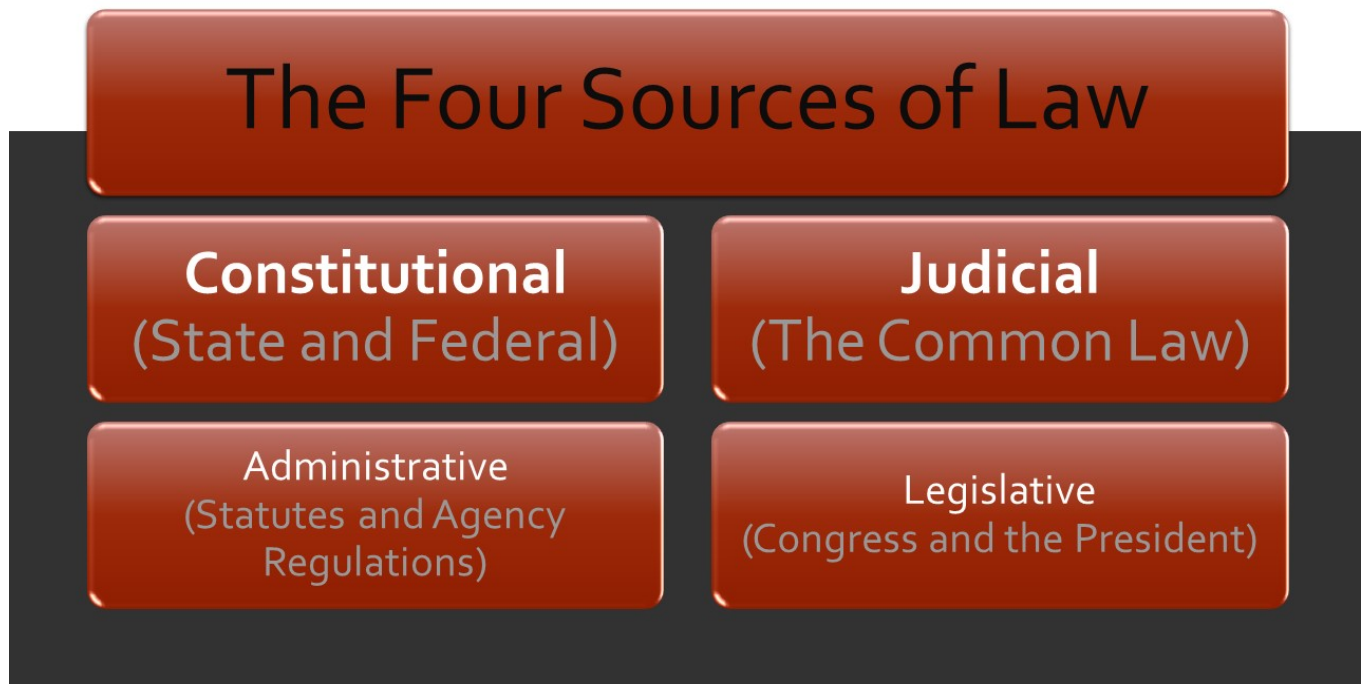 The Four Sources of Law
Constitutional
(State and Federal)
Judicial
(The Common Law)
Administrative
(Statutes and Agency
Regulations)
Legislative
(Congress and the President)